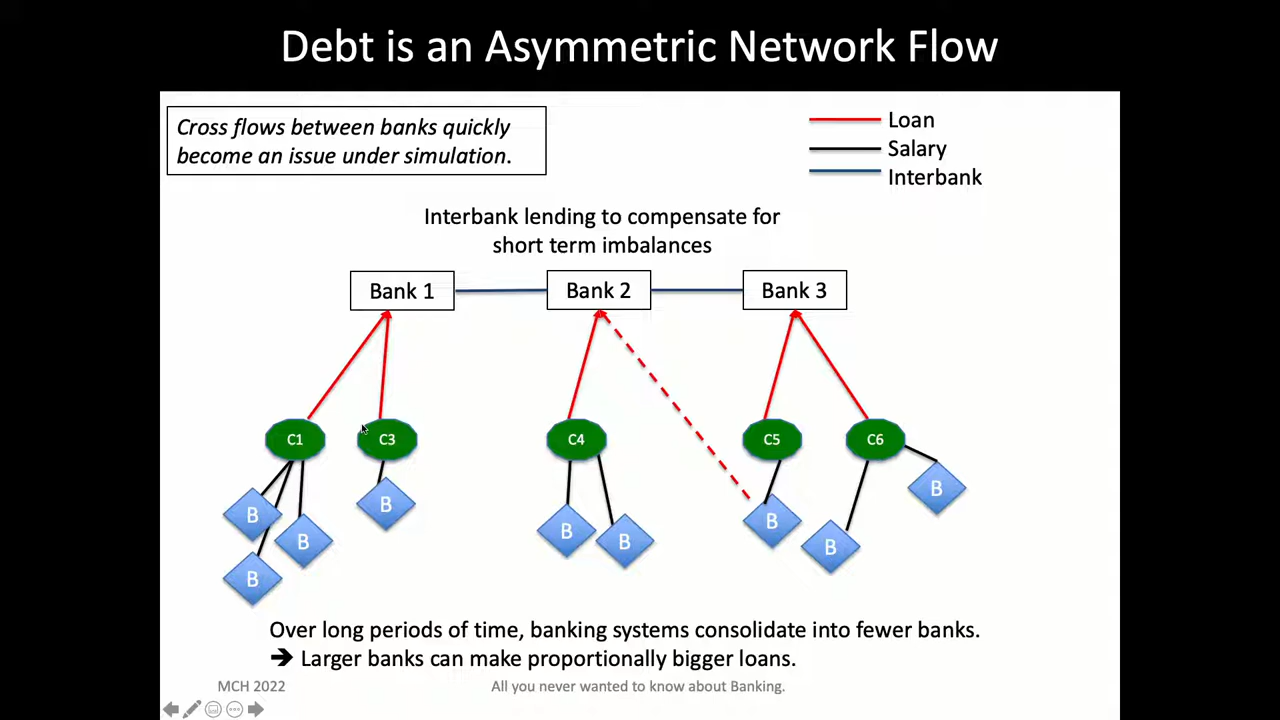 Debt is an Asymmetric Network Flow
Cross flows between banks quickly
become an issue under simulation.
Loan
Salary
Interbank
Interbank lending to compensate for
short term imbalances
Bank 1
Bank 2
Bank 3
C1
C3
C4
C5
C6
B
B
B
B
B
B
B
B
B
Over long periods of time, banking systems consolidate into fewer banks.
➔ Larger banks can make proportionally bigger loans.
MCH 2022
All you never wanted to know about Banking.